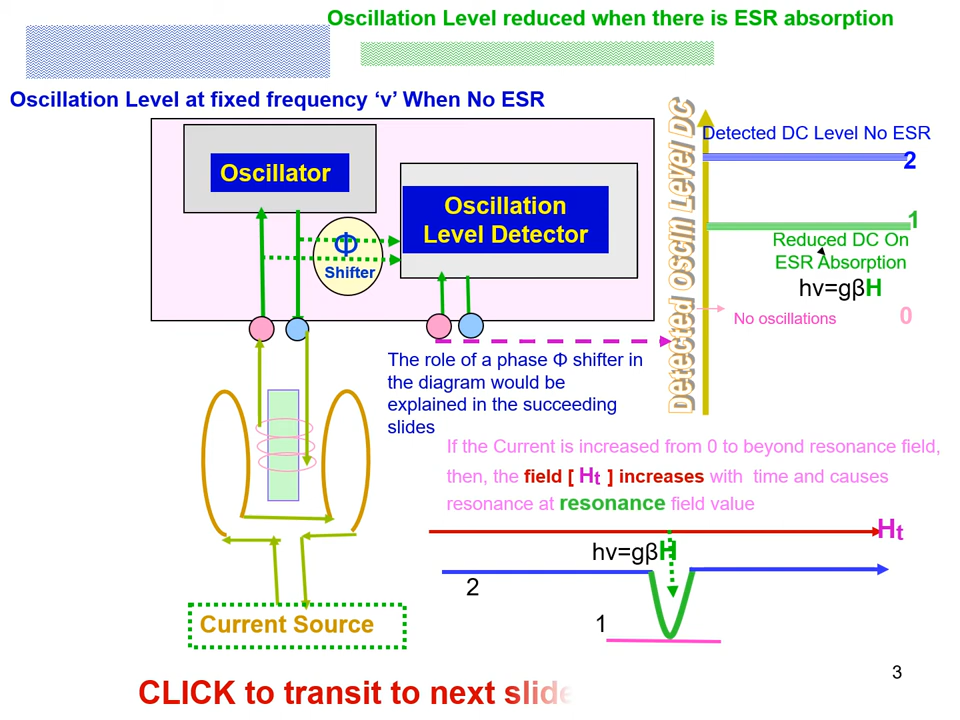 Oscillation Level reduced when there is ESR absorption
Oscillation Level at fixed frequency ‘ν’ When No ESR
Oscillator
Oscillation
Level Detector
Φ
Shifter
Detected Oscln Level DC
Detected DC Level No ESR
2
1
Reduced DC On
ESR Absorption
hν=gβH
No oscillations
0
The role of a phase Φ shifter in
the diagram would be
explained in the succeeding
slides
If the Current is increased from 0 to beyond resonance field,
then, the field [ Ht ] increases with time and causes
resonance at resonance field value
Ht
hν=gβH
2
1
Current Source
3
CLICK to transit to next slide